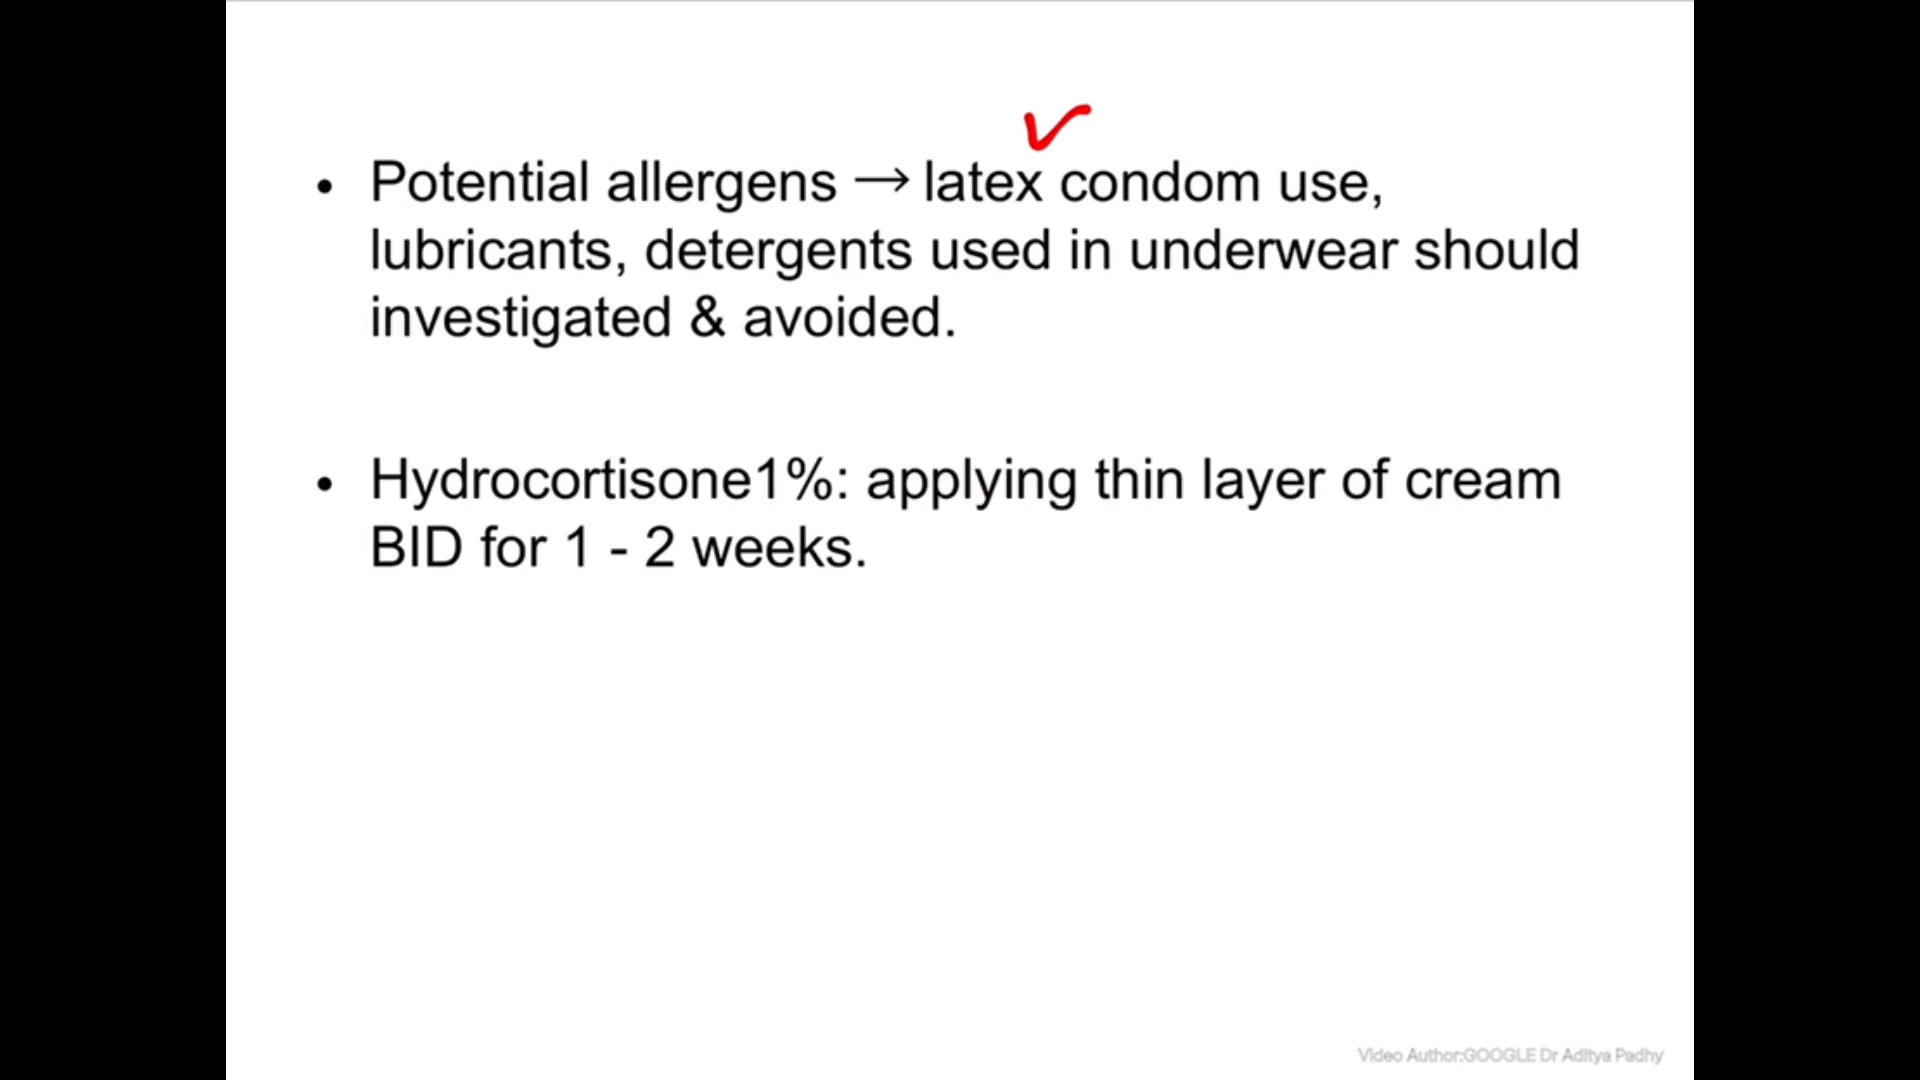 • Potential allergens → latex condom use,
lubricants, detergents used in underwear should
investigated & avoided.
• Hydrocortisone1%: applying thin layer of cream
BID for 1 - 2 weeks.
Video Author:GOOGLE Dr Aditya Padhy